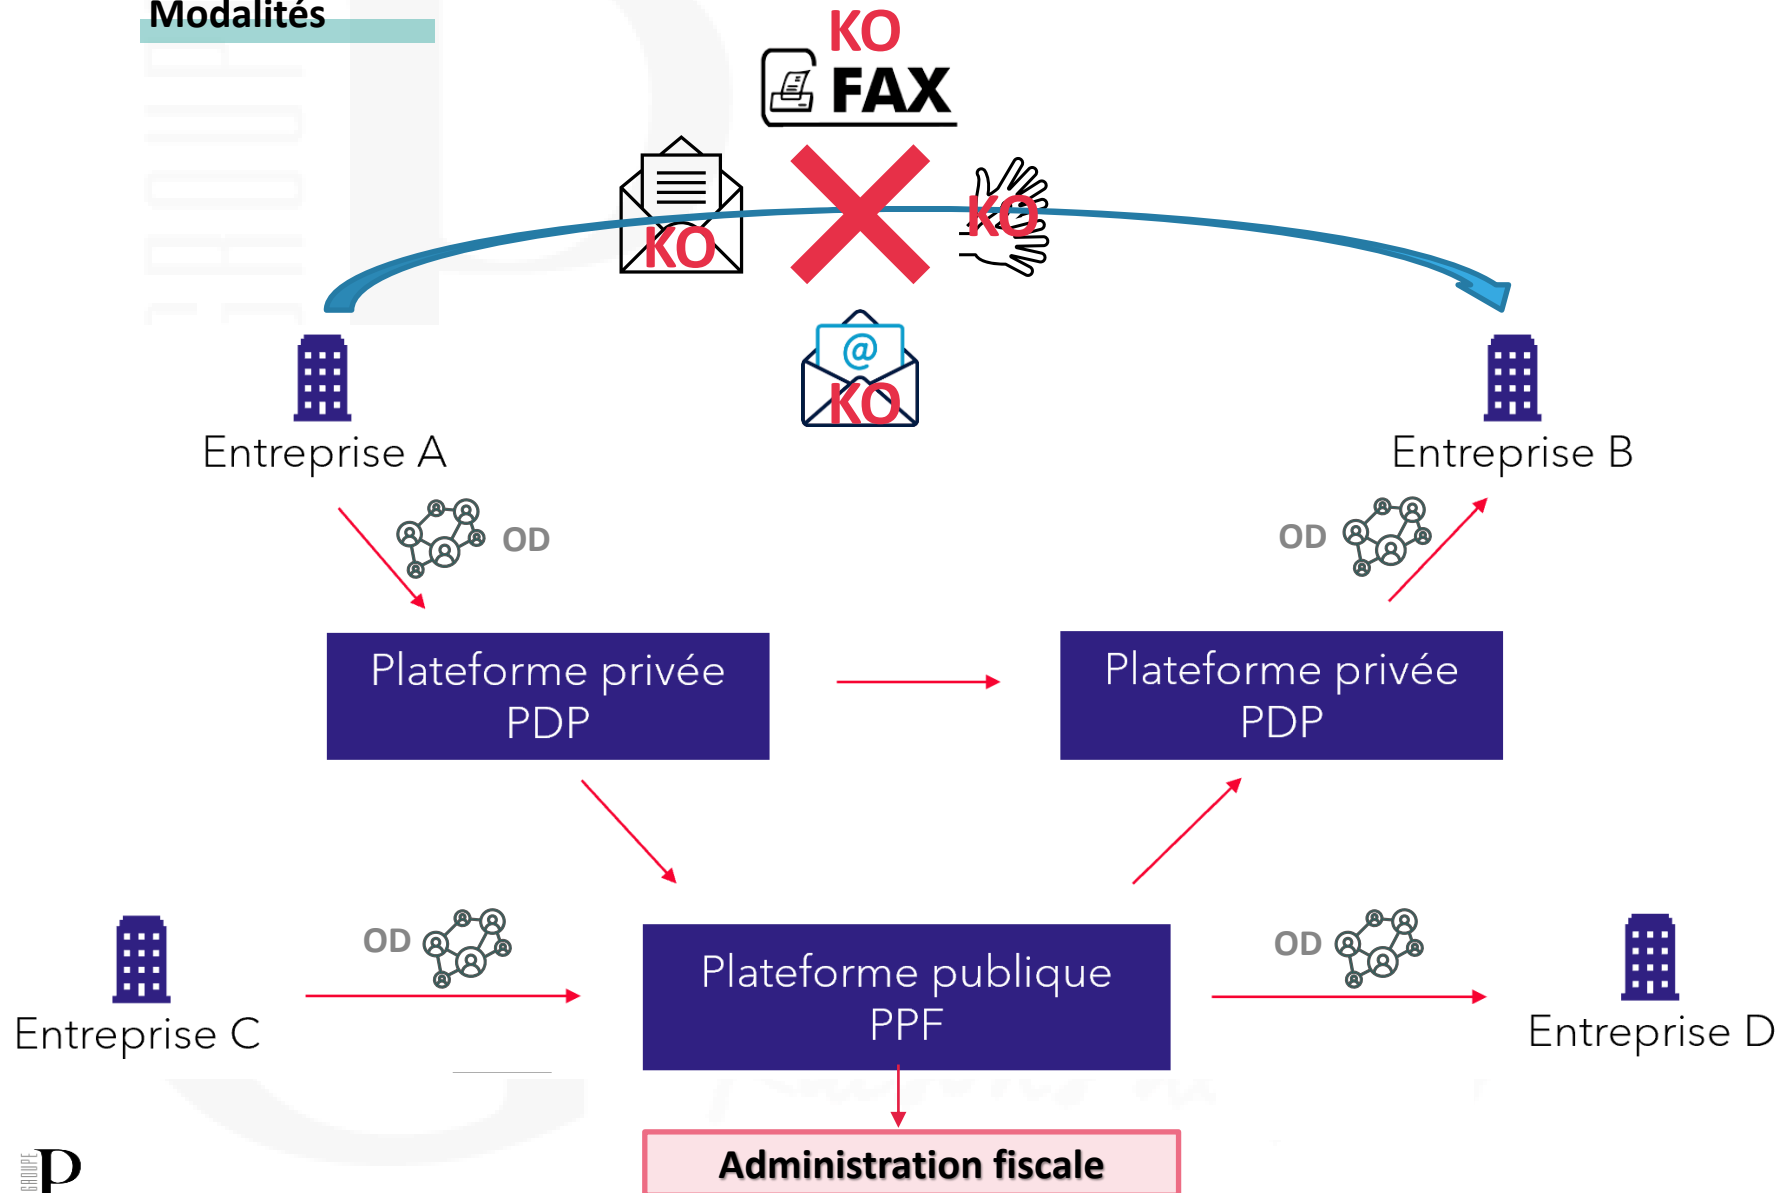 Modalités
KO
FAX
KO
KO
@
KO
Entreprise A
Entreprise B
OD
OD
Plateforme privée
PDP
Plateforme privée
PDP
OD
OD
Plateforme publique
PPF
Entreprise C
Entreprise D
Administration fiscale
GROUPE
P